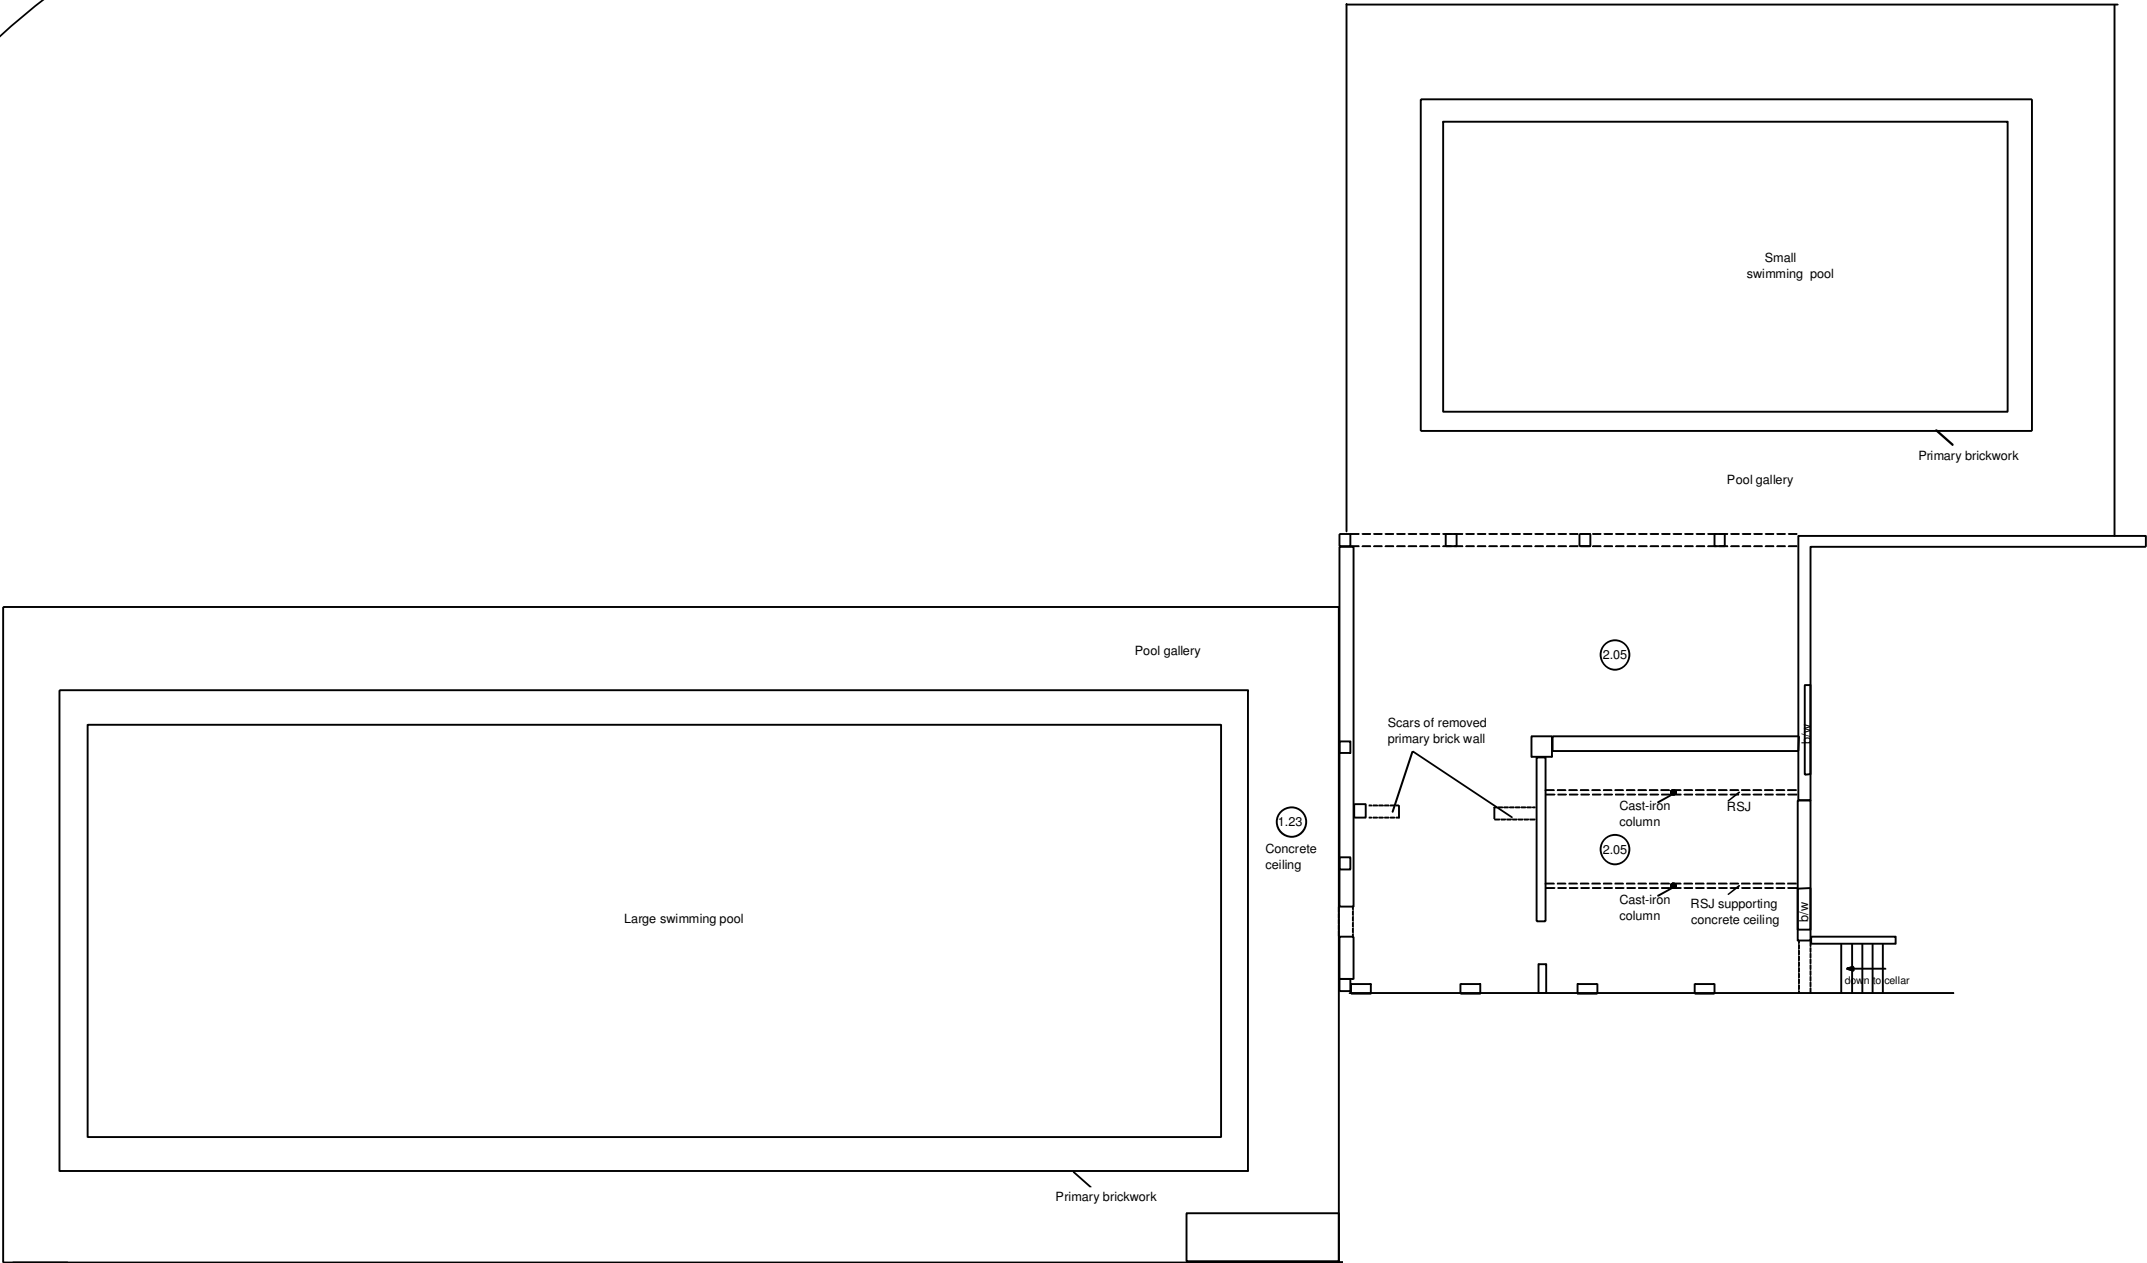 Small
swimming pool
Primary brickwork
Pool gallery
Pool gallery
2.05
Scars of removed
primary brick wall
b/w
Cast-iron
column
RSJ
1.23
Concrete
ceiling
2.05
Large swimming pool
Cast-iron
column
RSJ supporting
concrete ceiling
b/w
down to cellar
Primary brickwork